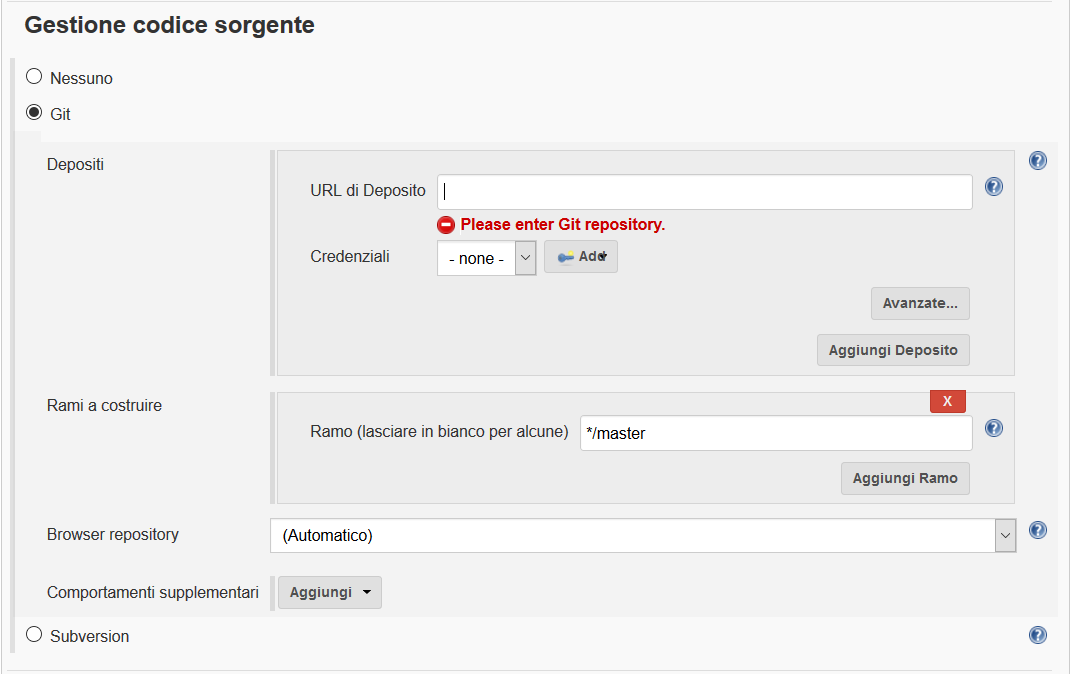 Gestione codice sorgente
Nessuno
Git
Depositi
URL di Deposito
Please enter Git repository.
Credenziali
- none -
Add
Avanzate...
Aggiungi Deposito
Rami a costruire
X
Ramo (lasciare in bianco per alcune)
*/master
Aggiungi Ramo
Browser repository
(Automatico)
Comportamenti supplementari
Aggiungi
Subversion